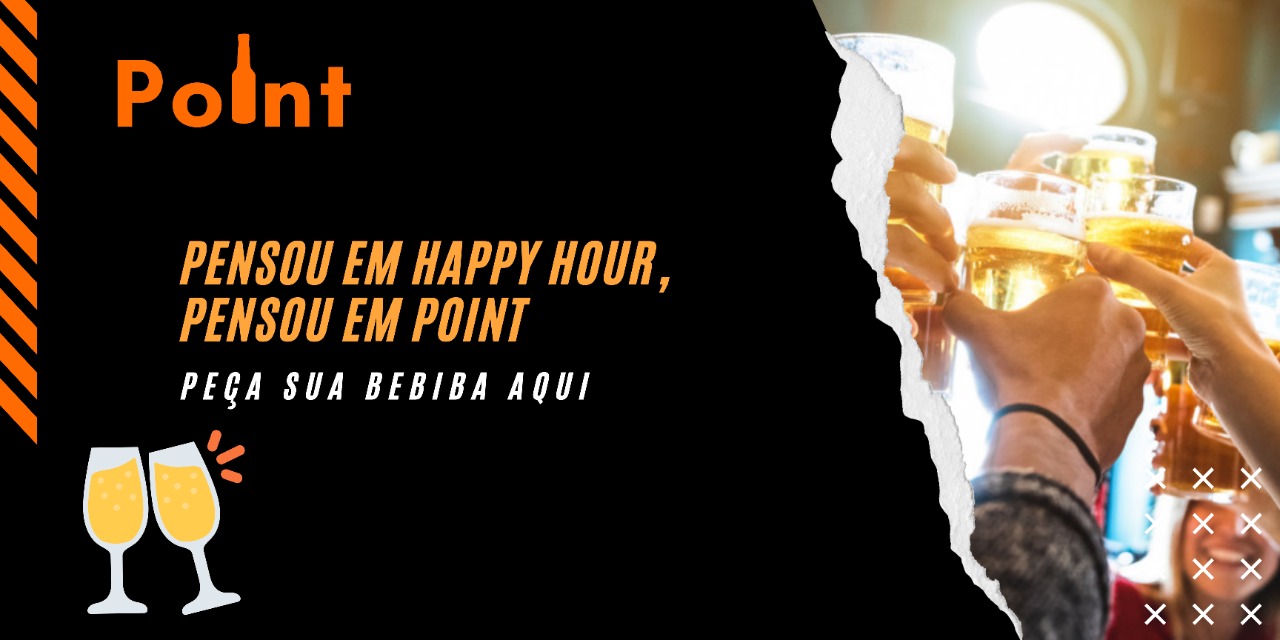 Point
PENSOU EM HAPPY HOUR,
PENSOU EM POINT
PEÇA SUA BEBIBA AQUI